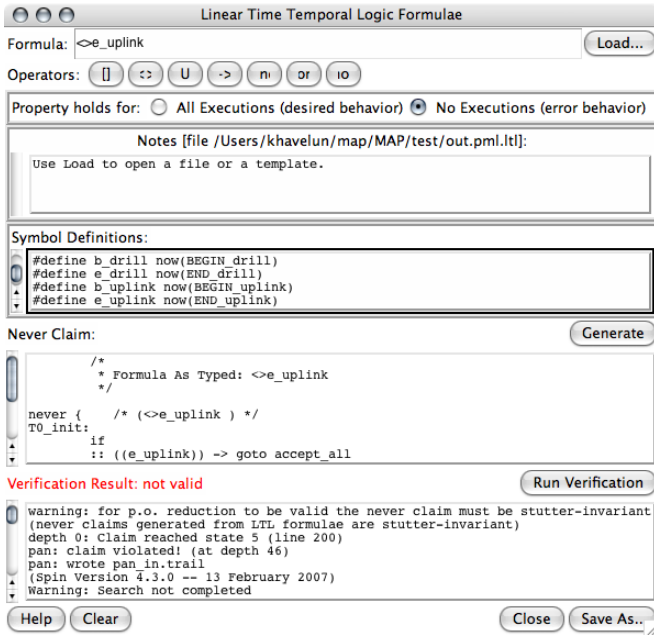 Linear Time Temporal Logic Formulae
Formula: <>e_uplink Load...
Operators: [] <> U -> or
Property holds for: All Executions (desired behavior) No Executions (error behavior)
Notes [file /Users/khavelun/map/MAP/test/out.pml.ltl]:
Use Load to open a file or a template.
Symbol Definitions:
#define b_drill now(BEGIN_drill)
#define e_drill now(END_drill)
#define b_uplink now(BEGIN_uplink)
#define e_uplink now(END_uplink)
Never Claim: Generate
/*
* Formula As Typed: <>e_uplink
*/
never { /* (<>e_uplink ) */
T0_init:
if
:: ((e_uplink)) -> goto accept_all
Verification Result: not valid Run Verification
warning: for p.o. reduction to be valid the never claim must be stutter-invariant
(never claims generated from LTL formulae are stutter-invariant)
depth 0: Claim reached state 5 (line 200)
pan: claim violated! (at depth 46)
pan: wrote pan_in.trail
(Spin Version 4.3.0 -- 13 February 2007)
Warning: Search not completed
Help Clear Close Save As..